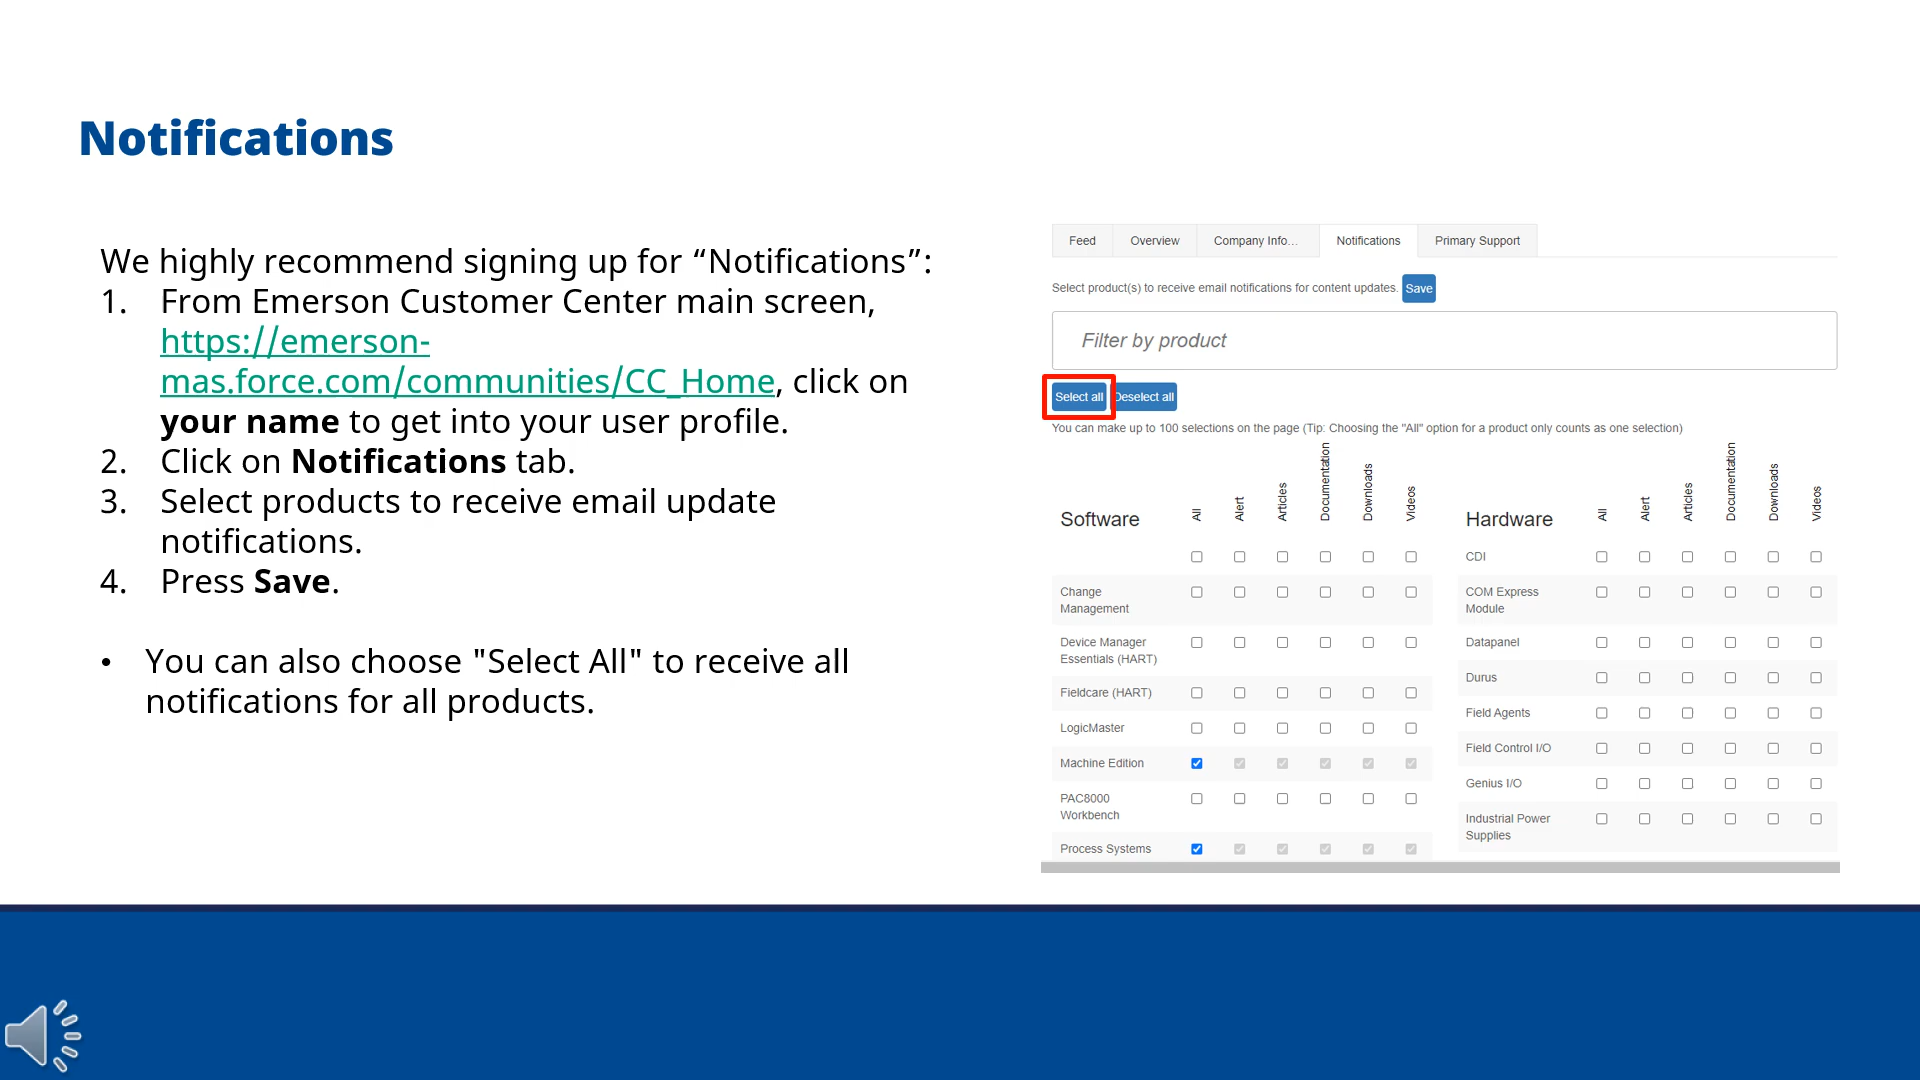 Notifications
We highly recommend signing up for “Notifications”:
1. From Emerson Customer Center main screen,
https://emerson-
mas.force.com/communities/CC_Home, click on
your name to get into your user profile.
2. Click on Notifications tab.
3. Select products to receive email update
notifications.
4. Press Save.
• You can also choose "Select All" to receive all
notifications for all products.
Feed Overview Company Info... Notifications Primary Support
Select product(s) to receive email notifications for content updates. Save
Filter by product
Select all Deselect all
You can make up to 100 selections on the page (Tip: Choosing the "All" option for a product only counts as one selection)
Software All Alert Articles Documentation Downloads Videos
Change
Management
Device Manager
Essentials (HART)
Fieldcare (HART)
LogicMaster
Machine Edition
PAC8000
Workbench
Process Systems
Hardware All Alert Articles Documentation Downloads Videos
CDI
COM Express
Module
Datapanel
Durus
Field Agents
Field Control I/O
Genius I/O
Industrial Power
Supplies